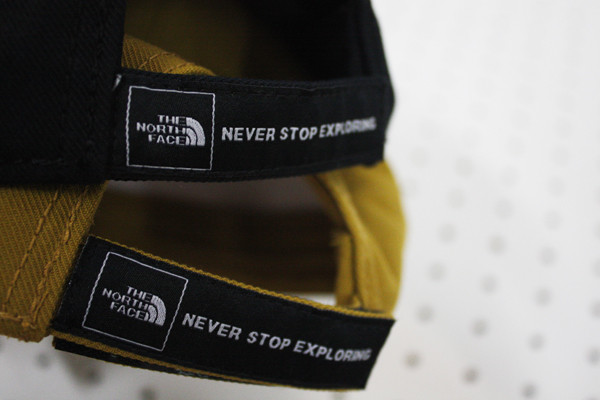 THE
NORTH
FACE
NEVER STOP EXPLORING.
THE
NORTH
FACE
NEVER STOP EXPLORING.